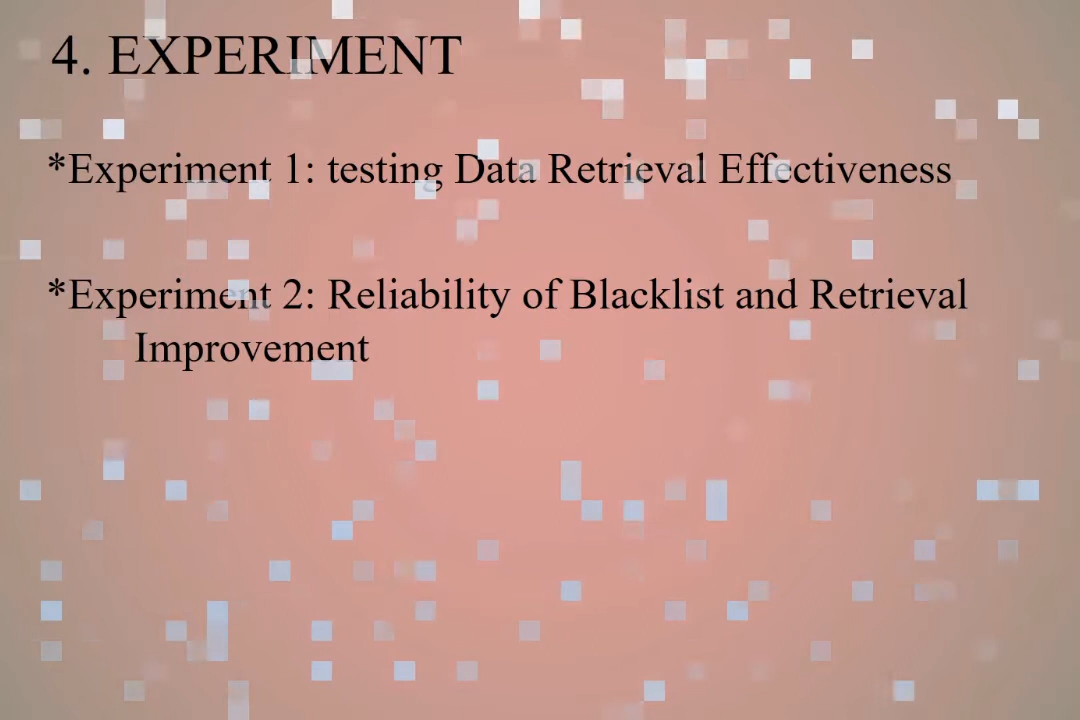 4. EXPERIMENT
*Experiment 1: testing Data Retrieval Effectiveness
*Experiment 2: Reliability of Blacklist and Retrieval
Improvement